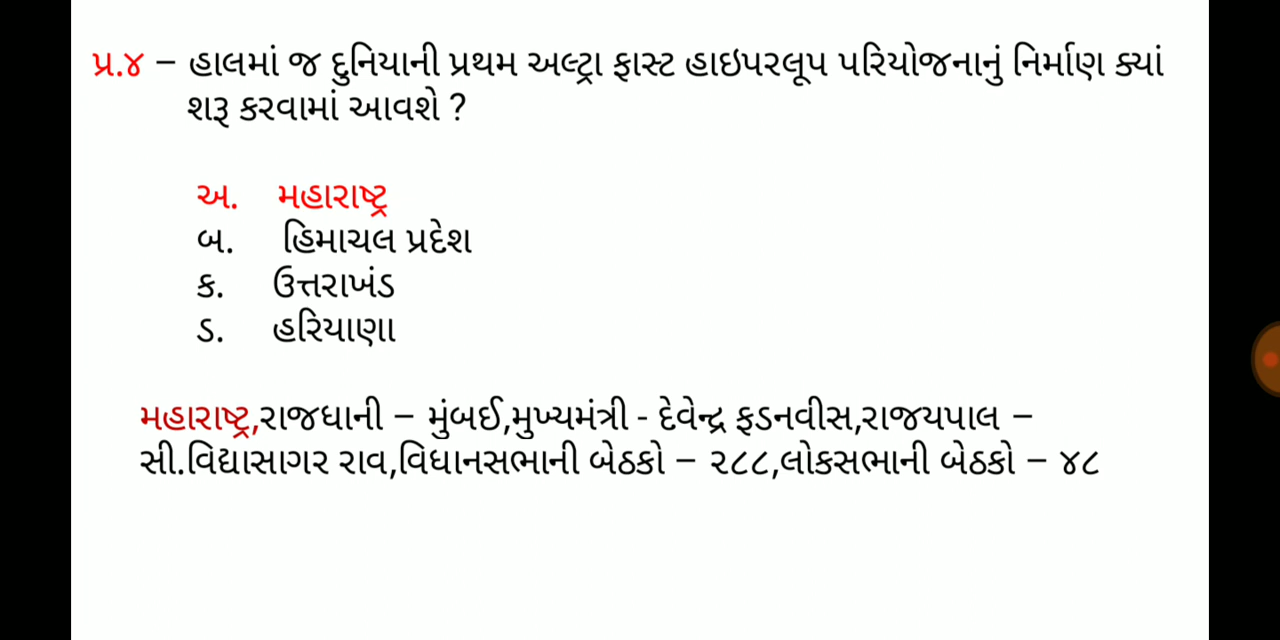 પ્ર.૪ – હાલમાં જ દુનિયાની પ્રથમ અલ્ટ્રા ફાસ્ટ હાઇપરલૂપ પરિયોજનાનું નિર્માણ ક્યાં
શરૂ કરવામાં આવશે ?
અ. મહારાષ્ટ્ર
બ. હિમાચલ પ્રદેશ
ક. ઉત્તરાખંડ
ડ. હરિયાણા
મહારાષ્ટ્ર,રાજધાની – મુંબઈ,મુખ્યમંત્રી - દેવેન્દ્ર ફડનવીસ,રાજયપાલ –
સી.વિદ્યાસાગર રાવ,વિધાનસભાની બેઠકો – ૨૮૮,લોકસભાની બેઠકો – ૪૮